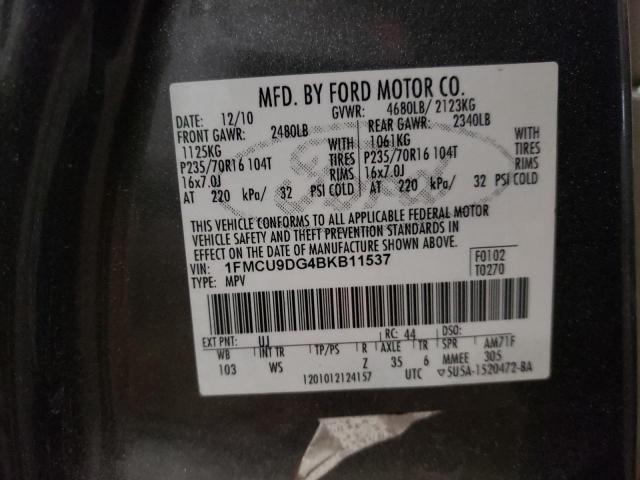 MFD. BY FORD MOTOR CO.
DATE: 12/10 GVWR: 4680LB/ 2123KG
FRONT GAWR: 2480LB REAR GAWR: 2340LB
1125KG 1061KG
P235/70R16 104T TIRES P235/70R16 104T TIRES
16x7.0J RIMS 16x7.0J RIMS
AT 220 kPa/ 32 PSI COLD AT 220 kPa/ 32 PSI COLD
Ford
THIS VEHICLE CONFORMS TO ALL APPLICABLE FEDERAL MOTOR
VEHICLE SAFETY AND THEFT PREVENTION STANDARDS IN
EFFECT ON THE DATE OF MANUFACTURE SHOWN ABOVE.
VIN: 1FMCU9DG4BKB11537 F0102
TYPE: MPV T0270
EXT PNT: UJ RC: 44 DSO:
WB INT TR TP/PS R AXLE TR SPR AM71F
103 WS Z 35 6 MMEE 305
1201012124157 UTC ▽5U5A-1520472-BA